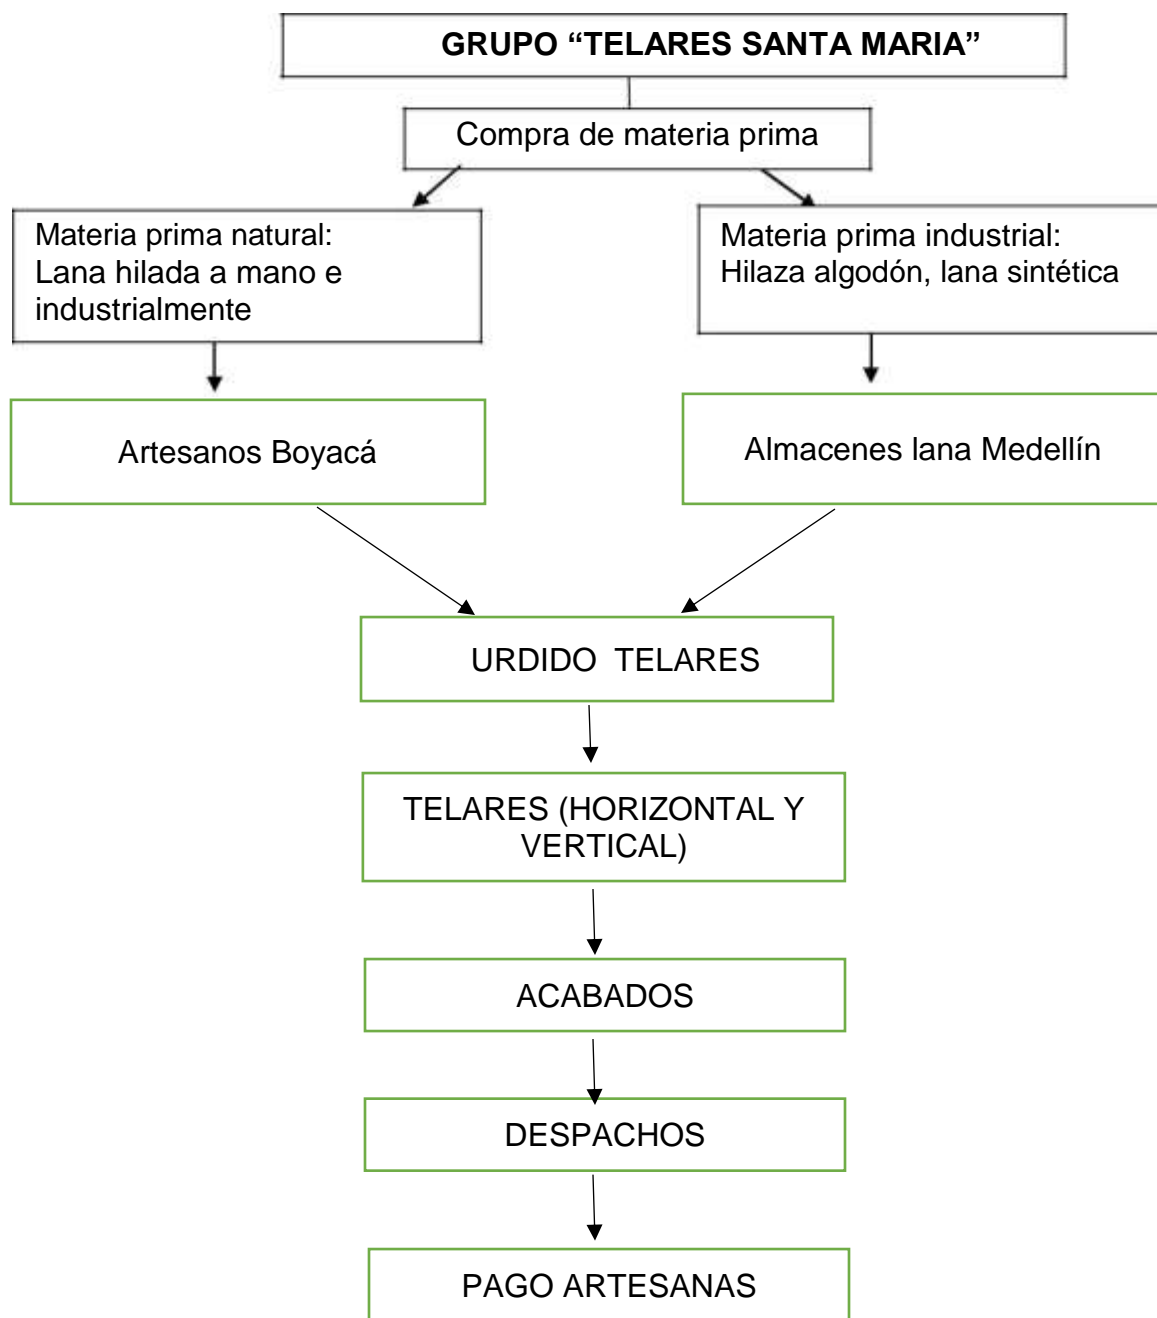 GRUPO “TELARES SANTA MARIA”
Compra de materia prima
Materia prima natural:
Lana hilada a mano e
industrialmente
Materia prima industrial:
Hilaza algodón, lana sintética
Artesanos Boyacá
Almacenes lana Medellín
URDIDO TELARES
TELARES (HORIZONTAL Y
VERTICAL)
ACABADOS
DESPACHOS
PAGO ARTESANAS